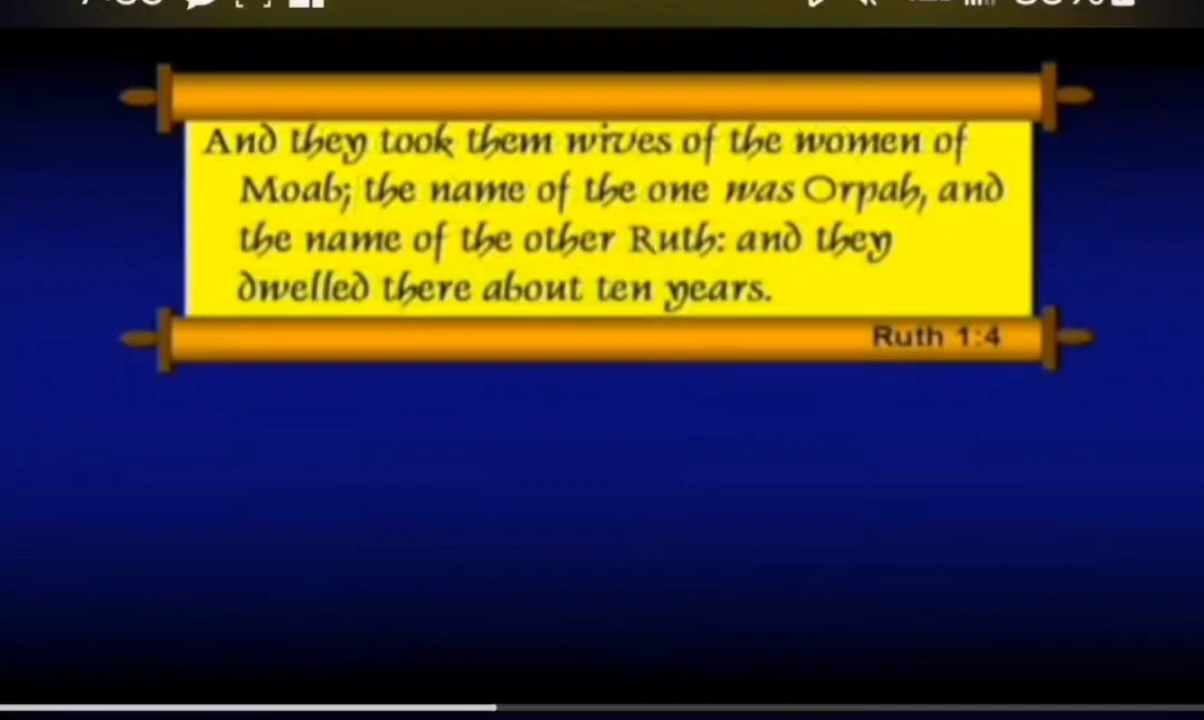 And they took them wives of the women of
Moab; the name of the one was Orpah, and
the name of the other Ruth: and they
dwelled there about ten years.
Ruth 1:4